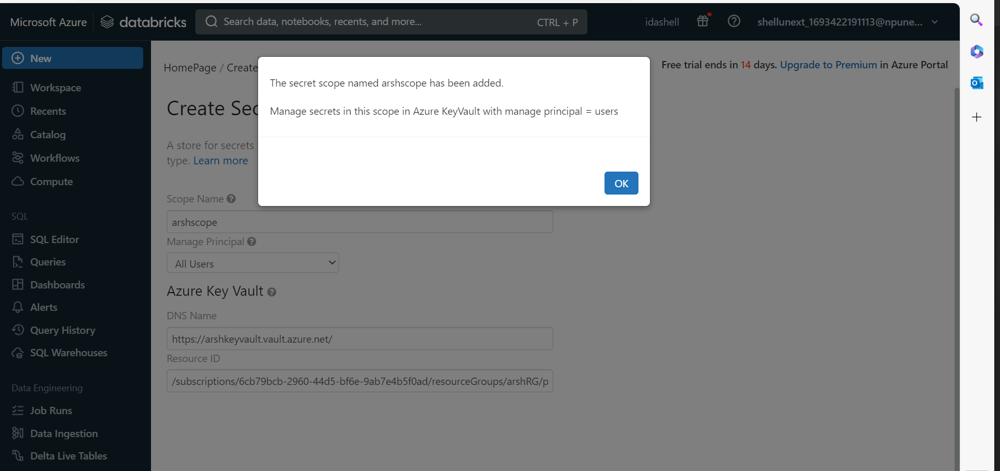 Microsoft Azure
databricks
Search data, notebooks, recents, and more...
CTRL + P
idashell
shellunext_1693422191113@npune...
New
Workspace
Recents
Catalog
Workflows
Compute
SQL
SQL Editor
Queries
Dashboards
Alerts
Query History
SQL Warehouses
Data Engineering
Job Runs
Data Ingestion
Delta Live Tables
HomePage / Create
Free trial ends in 14 days. Upgrade to Premium in Azure Portal
Create Sec
The secret scope named arshscope has been added.
Manage secrets in this scope in Azure KeyVault with manage principal = users
OK
A store for secrets
type. Learn more
Scope Name
arshscope
Manage Principal
All Users
Azure Key Vault
DNS Name
https://arshkeyvault.vault.azure.net/
Resource ID
/subscriptions/6cb79bcb-2960-44d5-bf6e-9ab7e4b5f0ad/resourceGroups/arshRG/p